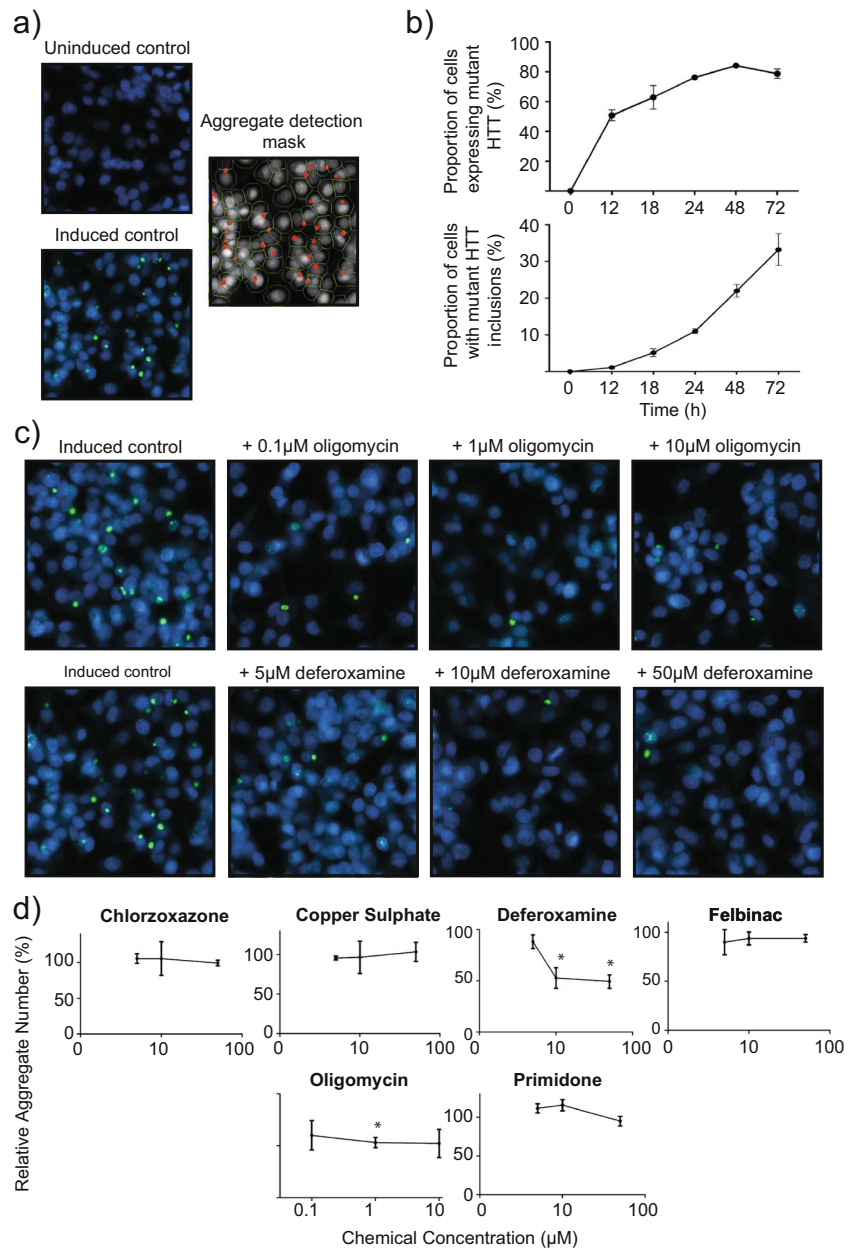 a)
Uninduced control
Induced control
Aggregate detection
mask
b)
Proportion of cells
expressing mutant
HTT (%)
100
80
60
40
20
0
12
18
24
48
72
Proportion of cells
with mutant HTT
inclusions (%)
40
30
20
10
0
12
18
24
48
72
Time (h)
c)
Induced control
+ 0.1µM oligomycin
+ 1µM oligomycin
+ 10µM oligomycin
Induced control
+ 5µM deferoxamine
+ 10µM deferoxamine
+ 50µM deferoxamine
d)
Relative Aggregate Number (%)
Chlorzoxazone
100
50
0
0
10
100
Copper Sulphate
100
50
0
0
10
100
Deferoxamine
100
50
0
* *
0
10
100
Felbinac
100
50
0
0
10
100
Oligomycin
*
0.1
1
10
Primidone
100
50
0
0
10
100
Chemical Concentration (µM)